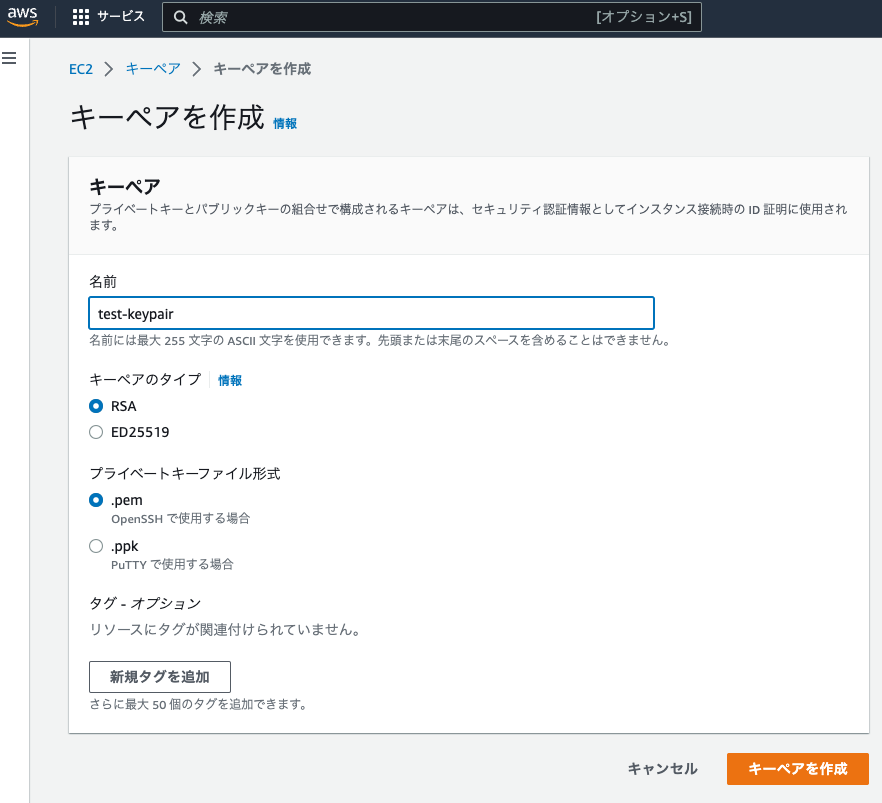 aws サービス 検索 [オプション+S]
EC2 > キーペア > キーペアを作成
キーペアを作成 情報
キーペア
プライベートキーとパブリックキーの組合せで構成されるキーペアは、セキュリティ認証情報としてインスタンス接続時の ID 証明に使用され
ます。
名前
test-keypair
名前には最大 255 文字の ASCII 文字を使用できます。先頭または末尾のスペースを含めることはできません。
キーペアのタイプ 情報
RSA
ED25519
プライベートキーファイル形式
.pem
OpenSSH で使用する場合
.ppk
PuTTY で使用する場合
タグ - オプション
リソースにタグが関連付けられていません。
新規タグを追加
さらに最大 50 個のタグを追加できます。
キャンセル キーペアを作成